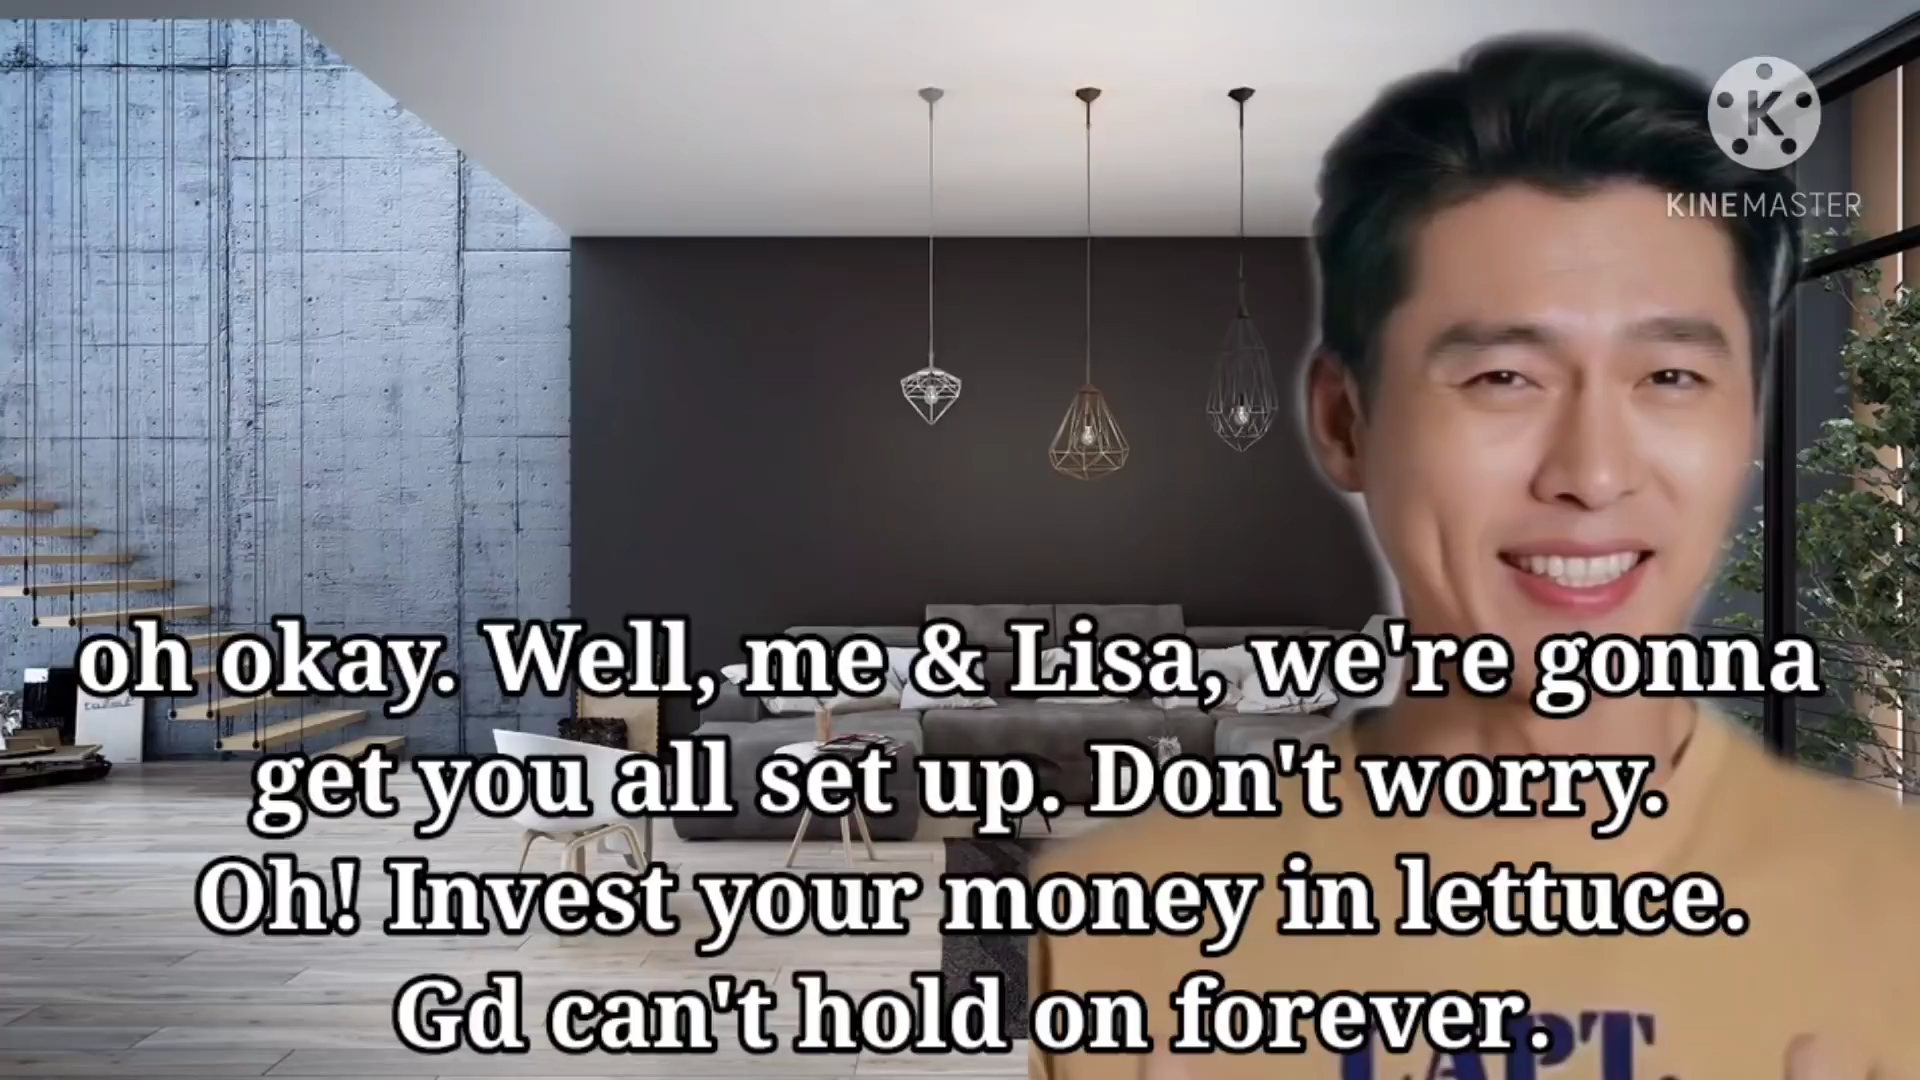 K
KINEMASTER
oh okay. Well, me & Lisa, we're gonna
get you all set up. Don't worry.
Oh! Invest your money in lettuce.
Gd can't hold on forever.